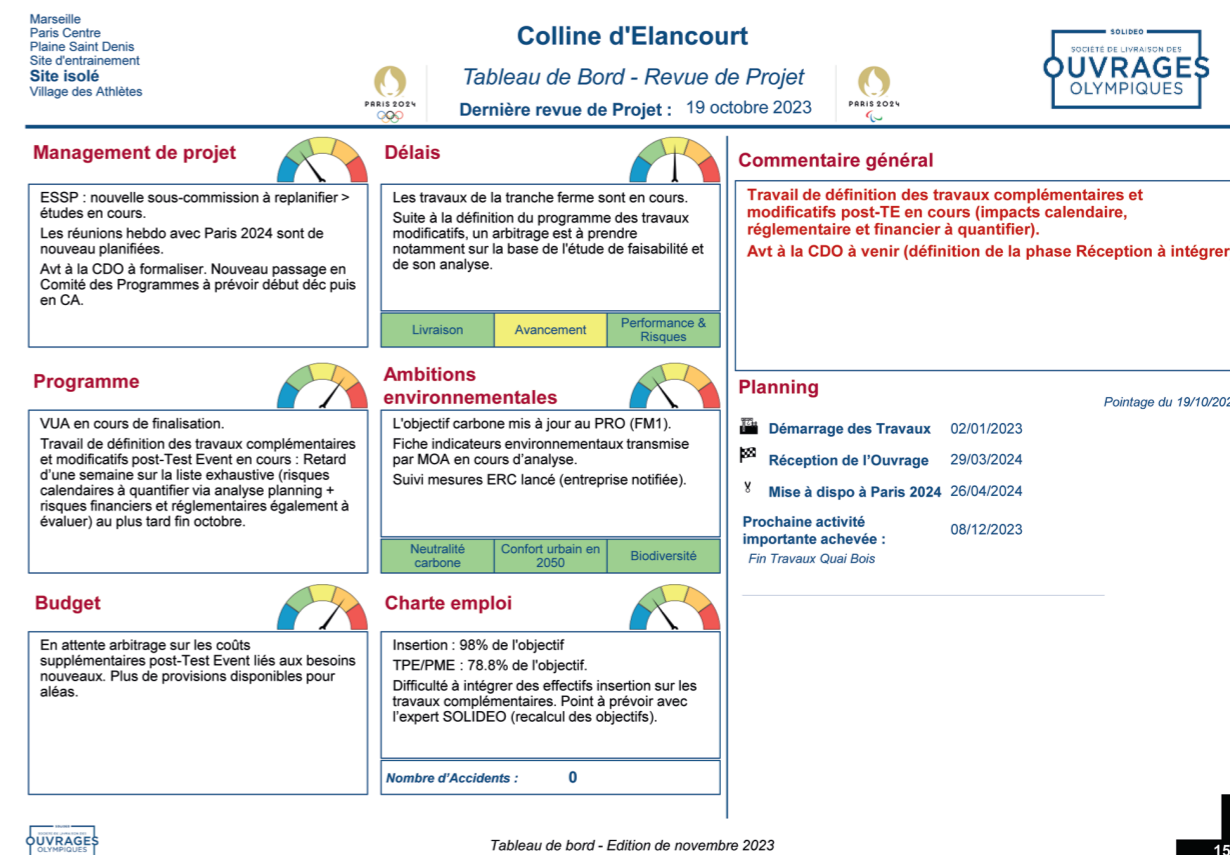 Marseille
Paris Centre
Plaine Saint Denis
Site d'entrainement
Site isolé
Village des Athlètes
Colline d'Elancourt
Tableau de Bord - Revue de Projet
Dernière revue de Projet : 19 octobre 2023
PARIS 2024
PARIS 2024
SOLIDEO
SOCIÉTÉ DE LIVRAISON DES
OUVRAGES
OLYMPIQUES
Management de projet
ESSP : nouvelle sous-commission à replanifier >
études en cours.
Les réunions hebdo avec Paris 2024 sont de
nouveau planifiées.
Avt à la CDO à formaliser. Nouveau passage en
Comité des Programmes à prévoir début déc puis
en CA.
Délais
Les travaux de la tranche ferme sont en cours.
Suite à la définition du programme des travaux
modificatifs, un arbitrage est à prendre
notamment sur la base de l'étude de faisabilité et
de son analyse.
Livraison
Avancement
Performance &
Risques
Programme
VUA en cours de finalisation.
Travail de définition des travaux complémentaires
et modificatifs post-Test Event en cours : Retard
d'une semaine sur la liste exhaustive (risques
calendaires à quantifier via analyse planning +
risques financiers et réglementaires également à
évaluer) au plus tard fin octobre.
Ambitions
environnementales
L'objectif carbone mis à jour au PRO (FM1).
Fiche indicateurs environnementaux transmise
par MOA en cours d'analyse.
Suivi mesures ERC lancé (entreprise notifiée).
Neutralité
carbone
Confort urbain en
2050
Biodiversité
Budget
En attente arbitrage sur les coûts
supplémentaires post-Test Event liés aux besoins
nouveaux. Plus de provisions disponibles pour
aléas.
Charte emploi
Insertion : 98% de l'objectif
TPE/PME : 78.8% de l'objectif.
Difficulté à intégrer des effectifs insertion sur les
travaux complémentaires. Point à prévoir avec
l'expert SOLIDEO (recalcul des objectifs).
Nombre d'Accidents : 0
Commentaire général
Travail de définition des travaux complémentaires et
modificatifs post-TE en cours (impacts calendaire,
réglementaire et financier à quantifier).
Avt à la CDO à venir (définition de la phase Réception à intégrer
Planning
Pointage du 19/10/202
Démarrage des Travaux 02/01/2023
Réception de l'Ouvrage 29/03/2024
Mise à dispo à Paris 2024 26/04/2024
Prochaine activité
importante achevée : 08/12/2023
Fin Travaux Quai Bois
OUVRAGES
OLYMPIQUES
Tableau de bord - Edition de novembre 2023
15